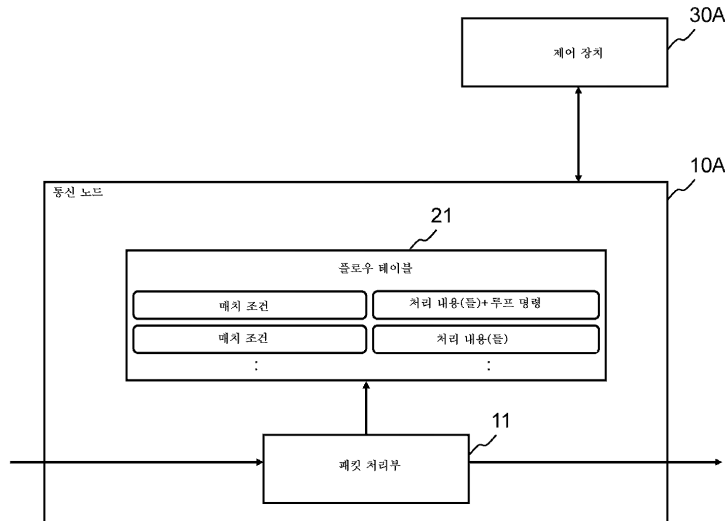 30A
제어 장치
10A
통신 노드
21
플로우 테이블
매치 조건
처리 내용(들)+루프 명령
매치 조건
처리 내용(들)
:
:
11
패킷 처리부